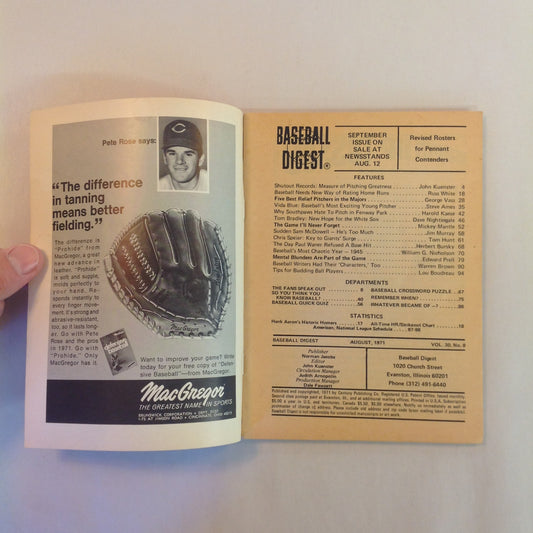 Pete Rose says:
"The difference
in tanning
means better
fielding."
The difference is
"Prohide" from
MacGregor, a great
new advance in
leather. "Prohide"
is soft and supple,
molds perfectly to
your hand. Re-
sponds instantly to
every finger move-
ment. It's strong and
abrasive-resistant,
too, so it lasts long-
er. Go with Pete
Rose and the pros
in 1971. Go with
"Prohide." Only
MacGregor has it.
MacGregor
Want to improve your game? Write
today for your free copy of "Defen-
sive Baseball"—from MacGregor.
MacGregor
THE GREATEST NAME IN SPORTS
BRUNSWICK CORPORATION
CINCINNATI, OHIO 45215
BASEBALL
DIGEST
SEPTEMBER
ISSUE ON
SALE AT
NEWSSTANDS
AUG. 12
Revised Rosters
for Pennant
Contenders
FEATURES
Shutout Records: Measure of Pitching Greatness John Kuenster 4
Baseball Needs New Way of Rating Home Runs Russ White 18
Five Best Relief Pitchers in the Majors George Vass 28
Vida Blue: Baseball's Most Exciting Young Pitcher Steve Ames 35
Why Southpaws Hate To Pitch in Fenway Park Harold Kaese 42
Tom Bradley: New Hope for the White Sox Dave Nightingale 46
The Game I'll Never Forget Mickey Mantle 52
Sudden Sam McDowell – He's Too Much Jim Murray 58
Chris Speier: Key to Giants' Surge Tom Hunt 61
The Day Paul Waner Refused A Base Hit Herbert Bunky 68
Baseball's Most Chaotic Year – 1945 William G. Nicholson 70
Mental Blunders Are Part of the Game Edward Prell 79
Baseball Writers Had Their "Characters," Too Warren Brown 90
Tips for Budding Ball Players Lou Boudreau 94
DEPARTMENTS
THE FANS SPEAK OUT 8
SO YOU THINK YOU
KNOW BASEBALL? 40
BASEBALL QUICK QUIZ 56
BASEBALL CROSSWORD PUZZLE 67
REMEMBER WHEN? 75
WHATEVER BECAME OF – ?
STATISTICS
Hank Aaron's Historic Homers 17
All-Time HR/Strikeout Chart 18
American, National League Schedule 87-88
BASEBALL DIGEST AUGUST, 1971 VOL. 30, No. 8
Publisher
Norman Jacobs
Editor
John Kuenster
Circulation Manager
Judith Arnopolin
Production Manager
Dale Ewert
Baseball Digest
1020 Church Street
Evanston, Illinois 60201
Phone (312) 491-6440